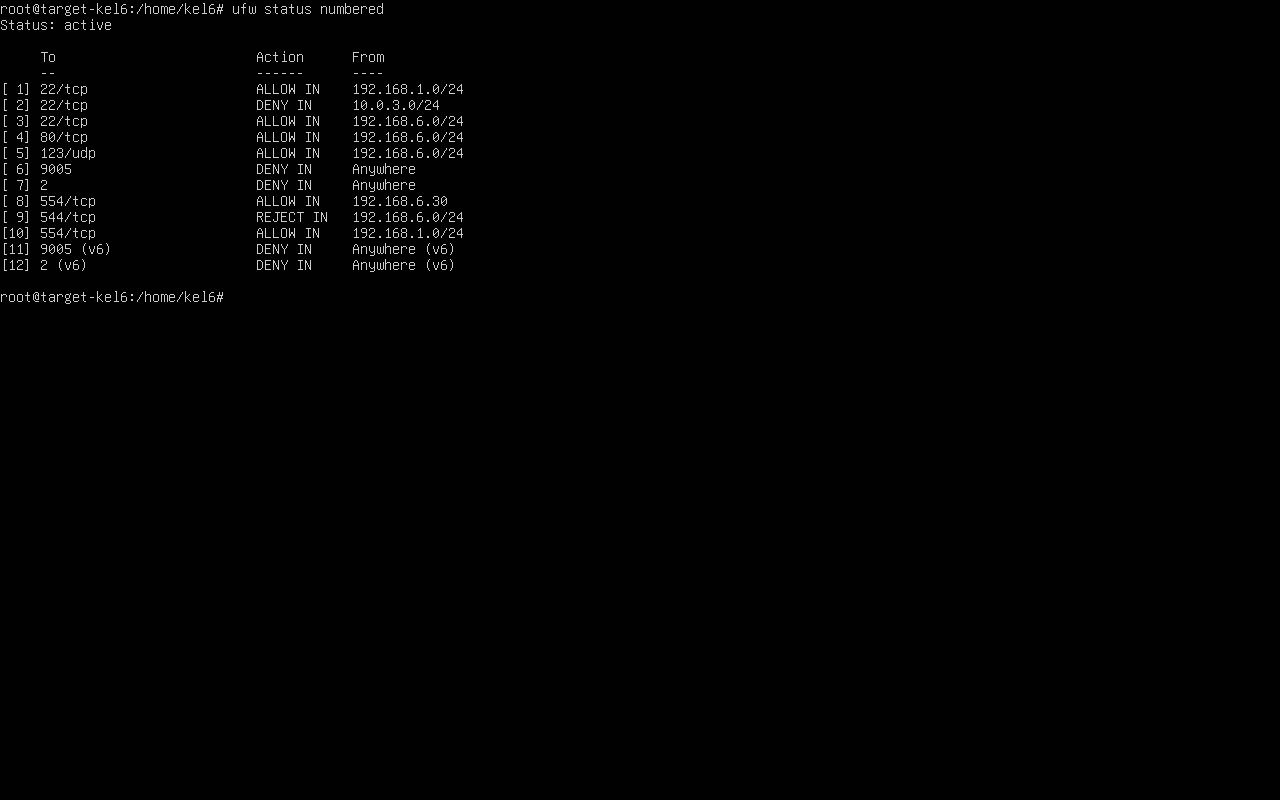 root@target-kel6:/home/kel6# ufw status numbered
Status: active

     To                         Action      From
     --                         ------      ----
[ 1] 22/tcp                     ALLOW IN    192.168.1.0/24
[ 2] 22/tcp                     DENY IN     10.0.3.0/24
[ 3] 22/tcp                     ALLOW IN    192.168.6.0/24
[ 4] 80/tcp                     ALLOW IN    192.168.6.0/24
[ 5] 123/udp                    ALLOW IN    192.168.6.0/24
[ 6] 9005                       DENY IN     Anywhere
[ 7] 2                          DENY IN     Anywhere
[ 8] 554/tcp                    ALLOW IN    192.168.6.30
[ 9] 544/tcp                    REJECT IN   192.168.6.0/24
[10] 554/tcp                    ALLOW IN    192.168.1.0/24
[11] 9005 (v6)                  DENY IN     Anywhere (v6)
[12] 2 (v6)                     DENY IN     Anywhere (v6)

root@target-kel6:/home/kel6#